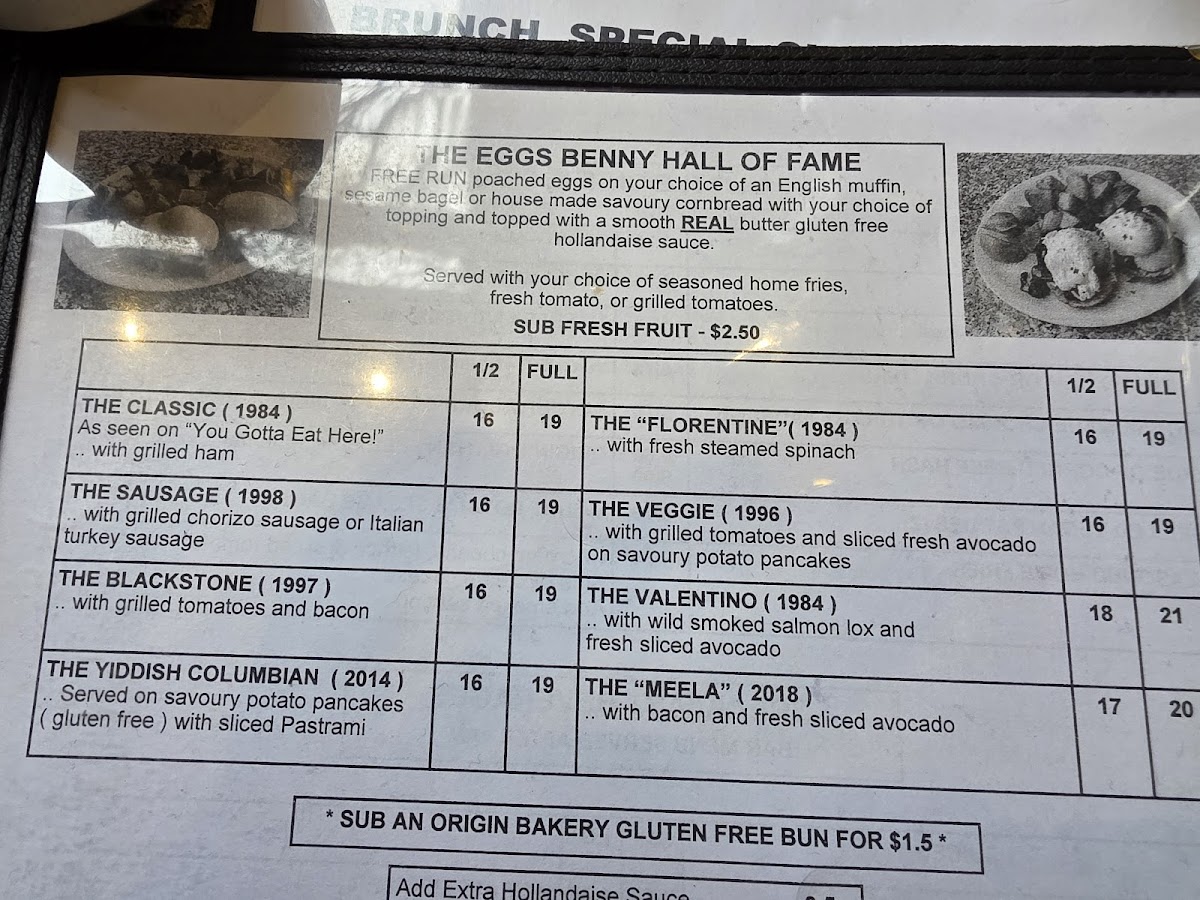 BRUNCH SPECIAL
THE EGGS BENNY HALL OF FAME
FREE RUN poached eggs on your choice of an English muffin,
sesame bagel or house made savoury cornbread with your choice of
topping and topped with a smooth REAL butter gluten free
hollandaise sauce.
Served with your choice of seasoned home fries,
fresh tomato, or grilled tomatoes.
SUB FRESH FRUIT - $2.50
1/2 FULL
THE CLASSIC ( 1984 ) 16 19
As seen on “You Gotta Eat Here!”
.. with grilled ham
THE SAUSAGE ( 1998 ) 16 19
.. with grilled chorizo sausage or Italian
turkey sausage
THE BLACKSTONE ( 1997 ) 16 19
.. with grilled tomatoes and bacon
THE YIDDISH COLUMBIAN ( 2014 ) 16 19
.. Served on savoury potato pancakes
( gluten free ) with sliced Pastrami
1/2 FULL
THE “FLORENTINE”( 1984 ) 16 19
.. with fresh steamed spinach
THE VEGGIE ( 1996 ) 16 19
.. with grilled tomatoes and sliced fresh avocado
on savoury potato pancakes
THE VALENTINO ( 1984 ) 18 21
.. with wild smoked salmon lox and
fresh sliced avocado
THE “MEELA” ( 2018 ) 17 20
.. with bacon and fresh sliced avocado
* SUB AN ORIGIN BAKERY GLUTEN FREE BUN FOR $1.5 *
Add Extra Hollandaise Sauce